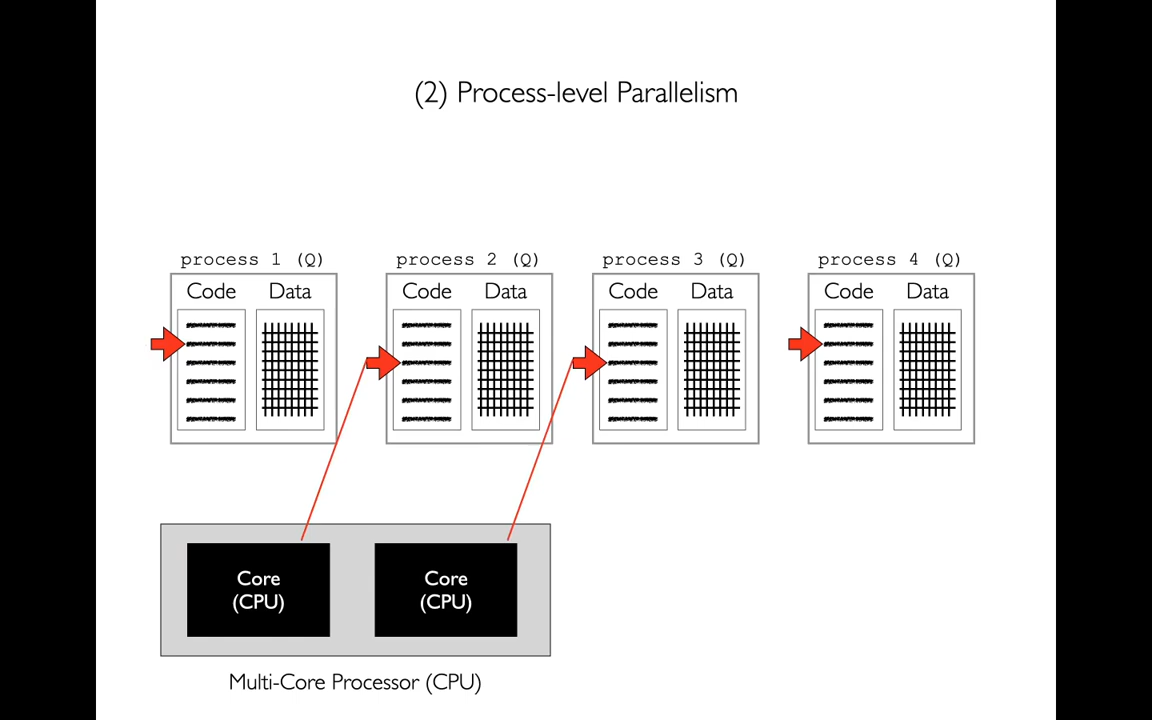 (2) Process-level Parallelism
process 1 (Q)
process 2 (Q)
process 3 (Q)
process 4 (Q)
Code Data
Code Data
Code Data
Code Data
Core
(CPU)
Core
(CPU)
Multi-Core Processor (CPU)